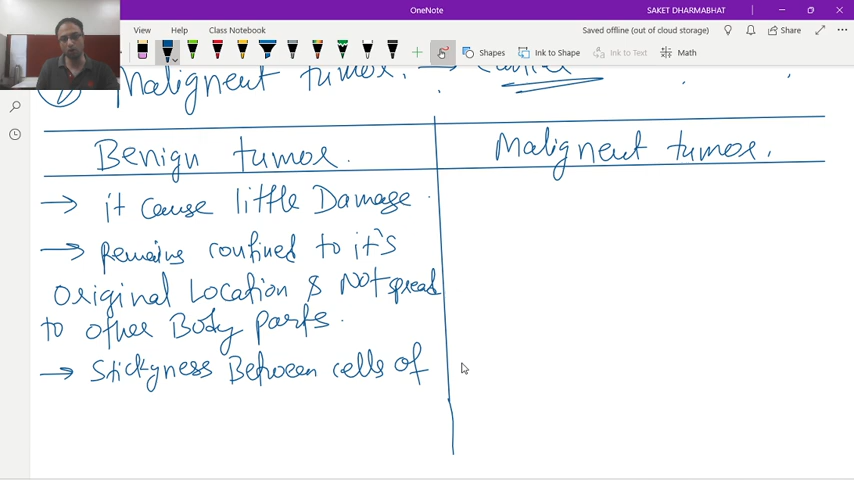 OneNote
SAKET DHARMABHAT
View Help Class Notebook
Saved offline (out of cloud storage) Share
Shapes Ink to Shape Ink to Text Math
② Malignent tumor. → Cancer
Benign tumor.
Malignent tumor.
→ it cause little Damage.
→ Remains confined to it's
Original Location & Not spread
to other Body parts.
→ Stickyness Between cells of